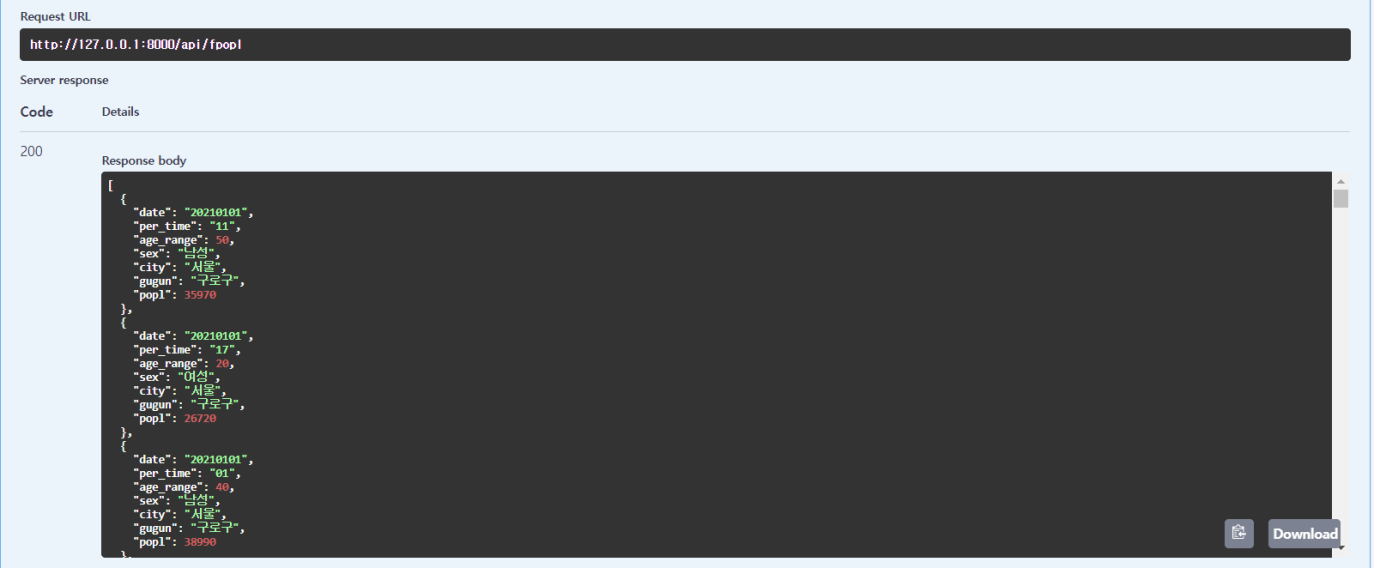 Request URL
http://127.0.0.1:8000/api/fpopl
Server response
Code Details
200
Response body
[
{
"date": "20210101",
"per_time": "11",
"age_range": 50,
"sex": "남성",
"city": "서울",
"gugun": "구로구",
"popl": 35970
},
{
"date": "20210101",
"per_time": "17",
"age_range": 20,
"sex": "여성",
"city": "서울",
"gugun": "구로구",
"popl": 26720
},
{
"date": "20210101",
"per_time": "01",
"age_range": 40,
"sex": "남성",
"city": "서울",
"gugun": "구로구",
"popl": 38990
},
Download